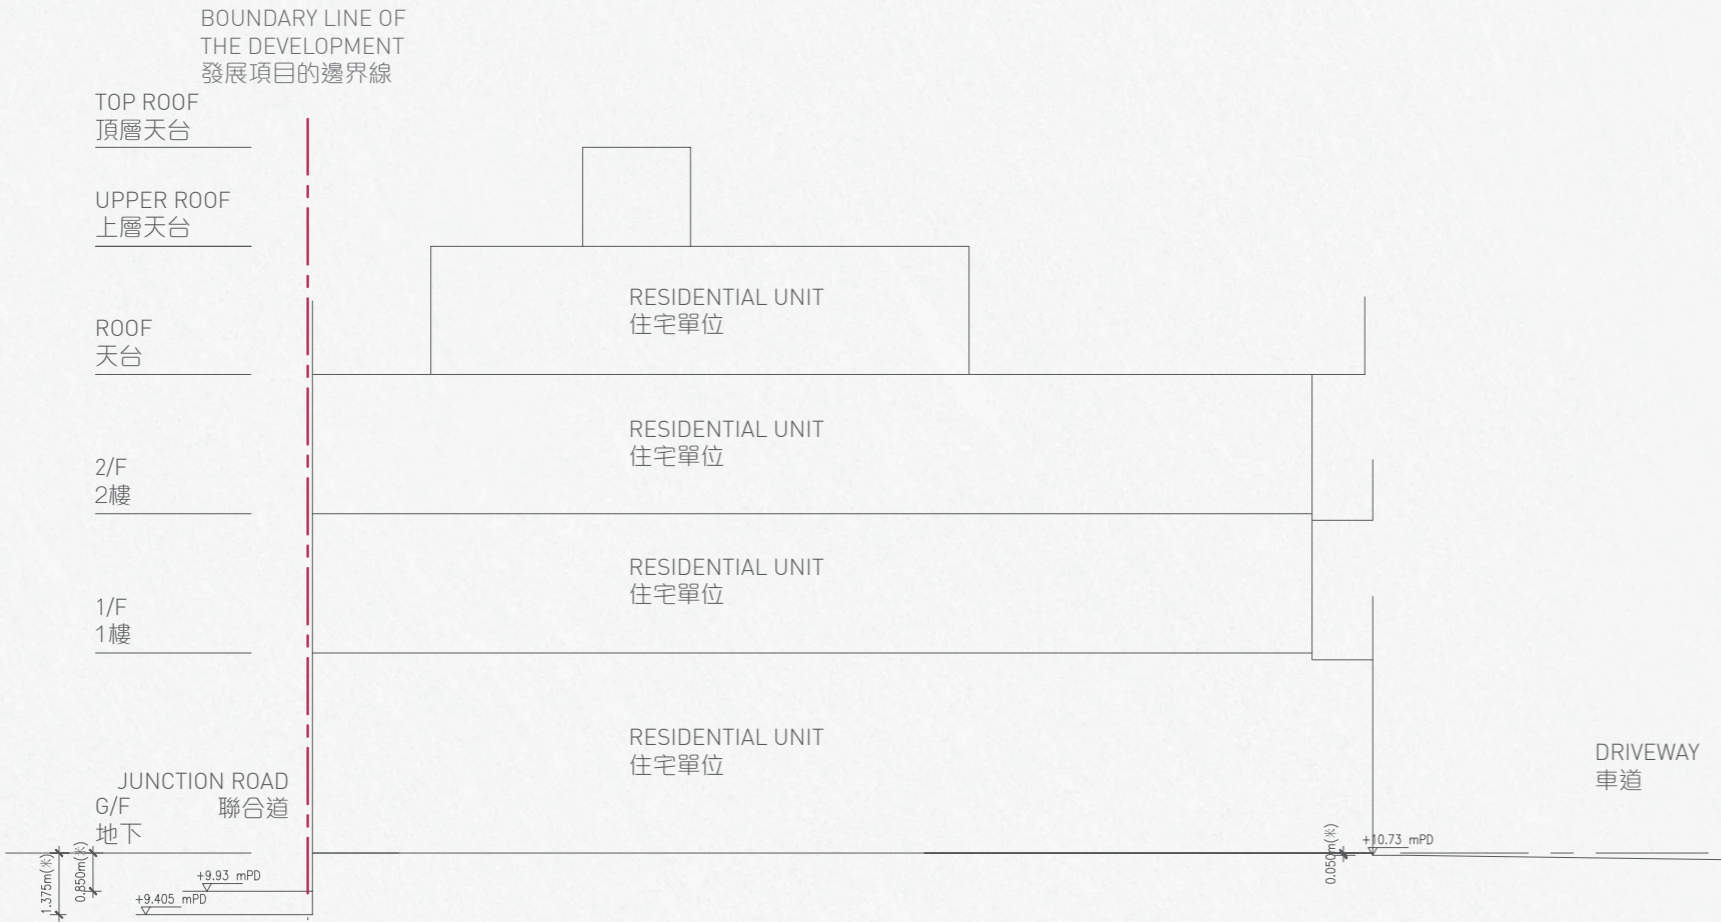 BOUNDARY LINE OF
THE DEVELOPMENT
發展項目的邊界線
TOP ROOF
頂層天台
UPPER ROOF
上層天台
RESIDENTIAL UNIT
住宅單位
ROOF
天台
RESIDENTIAL UNIT
住宅單位
2/F
2樓
RESIDENTIAL UNIT
住宅單位
1/F
1樓
RESIDENTIAL UNIT
住宅單位
DRIVEWAY
車道
JUNCTION ROAD
聯合道
G/F
地下
1.375m(米)
0.850m(米)
+9.93 mPD
+9.405 mPD
0.050m(米)
+10.73 mPD